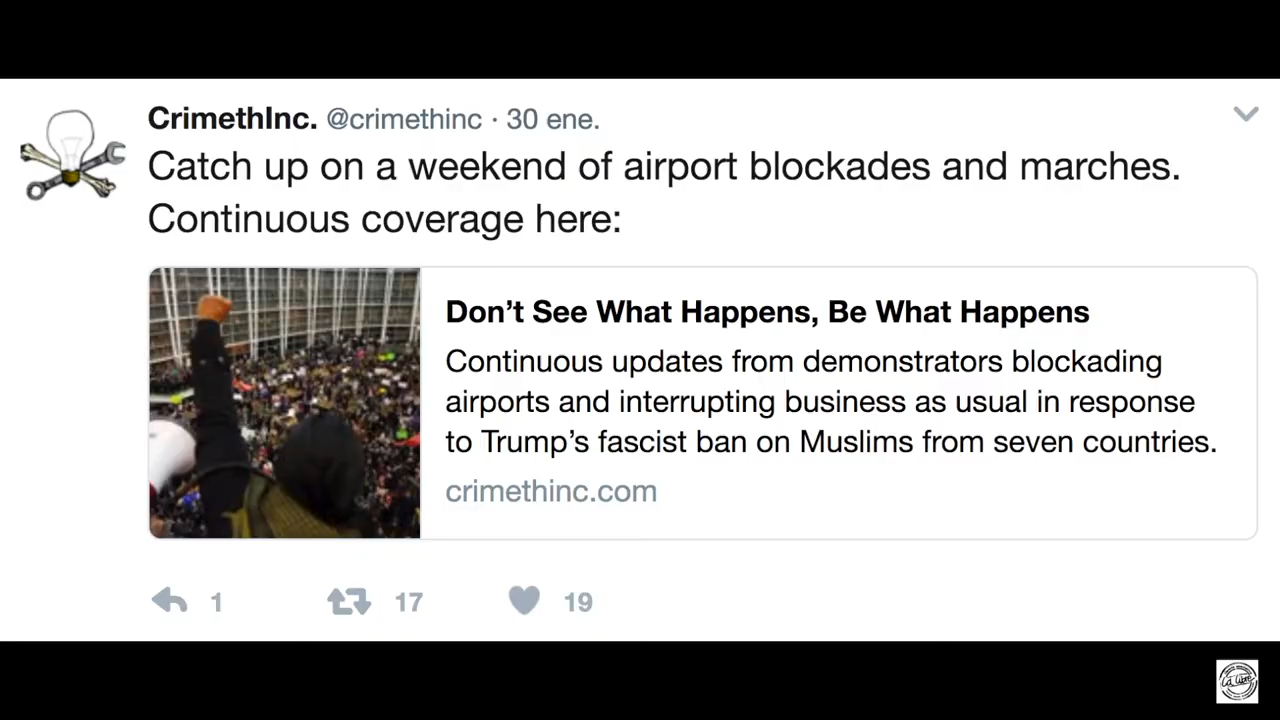 CrimethInc. @crimethinc · 30 ene.
Catch up on a weekend of airport blockades and marches.
Continuous coverage here:
Don’t See What Happens, Be What Happens
Continuous updates from demonstrators blockading
airports and interrupting business as usual in response
to Trump’s fascist ban on Muslims from seven countries.
crimethinc.com
1 17 19